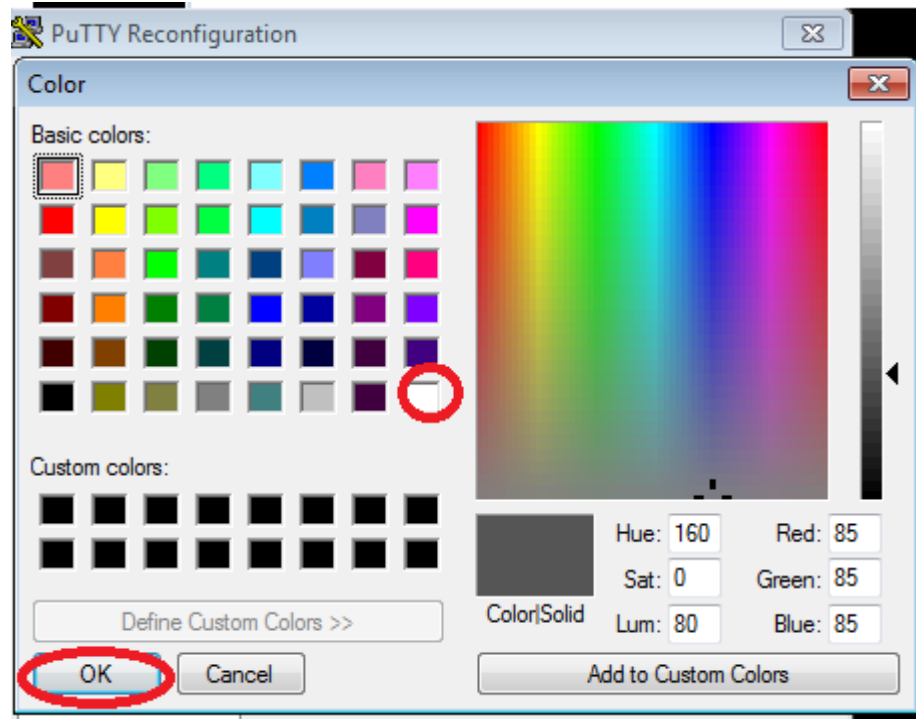 PuTTY Reconfiguration
Color
Basic colors:
Custom colors:
Define Custom Colors >>
OK
Cancel
Color|Solid
Hue: 160
Sat: 0
Lum: 80
Red: 85
Green: 85
Blue: 85
Add to Custom Colors